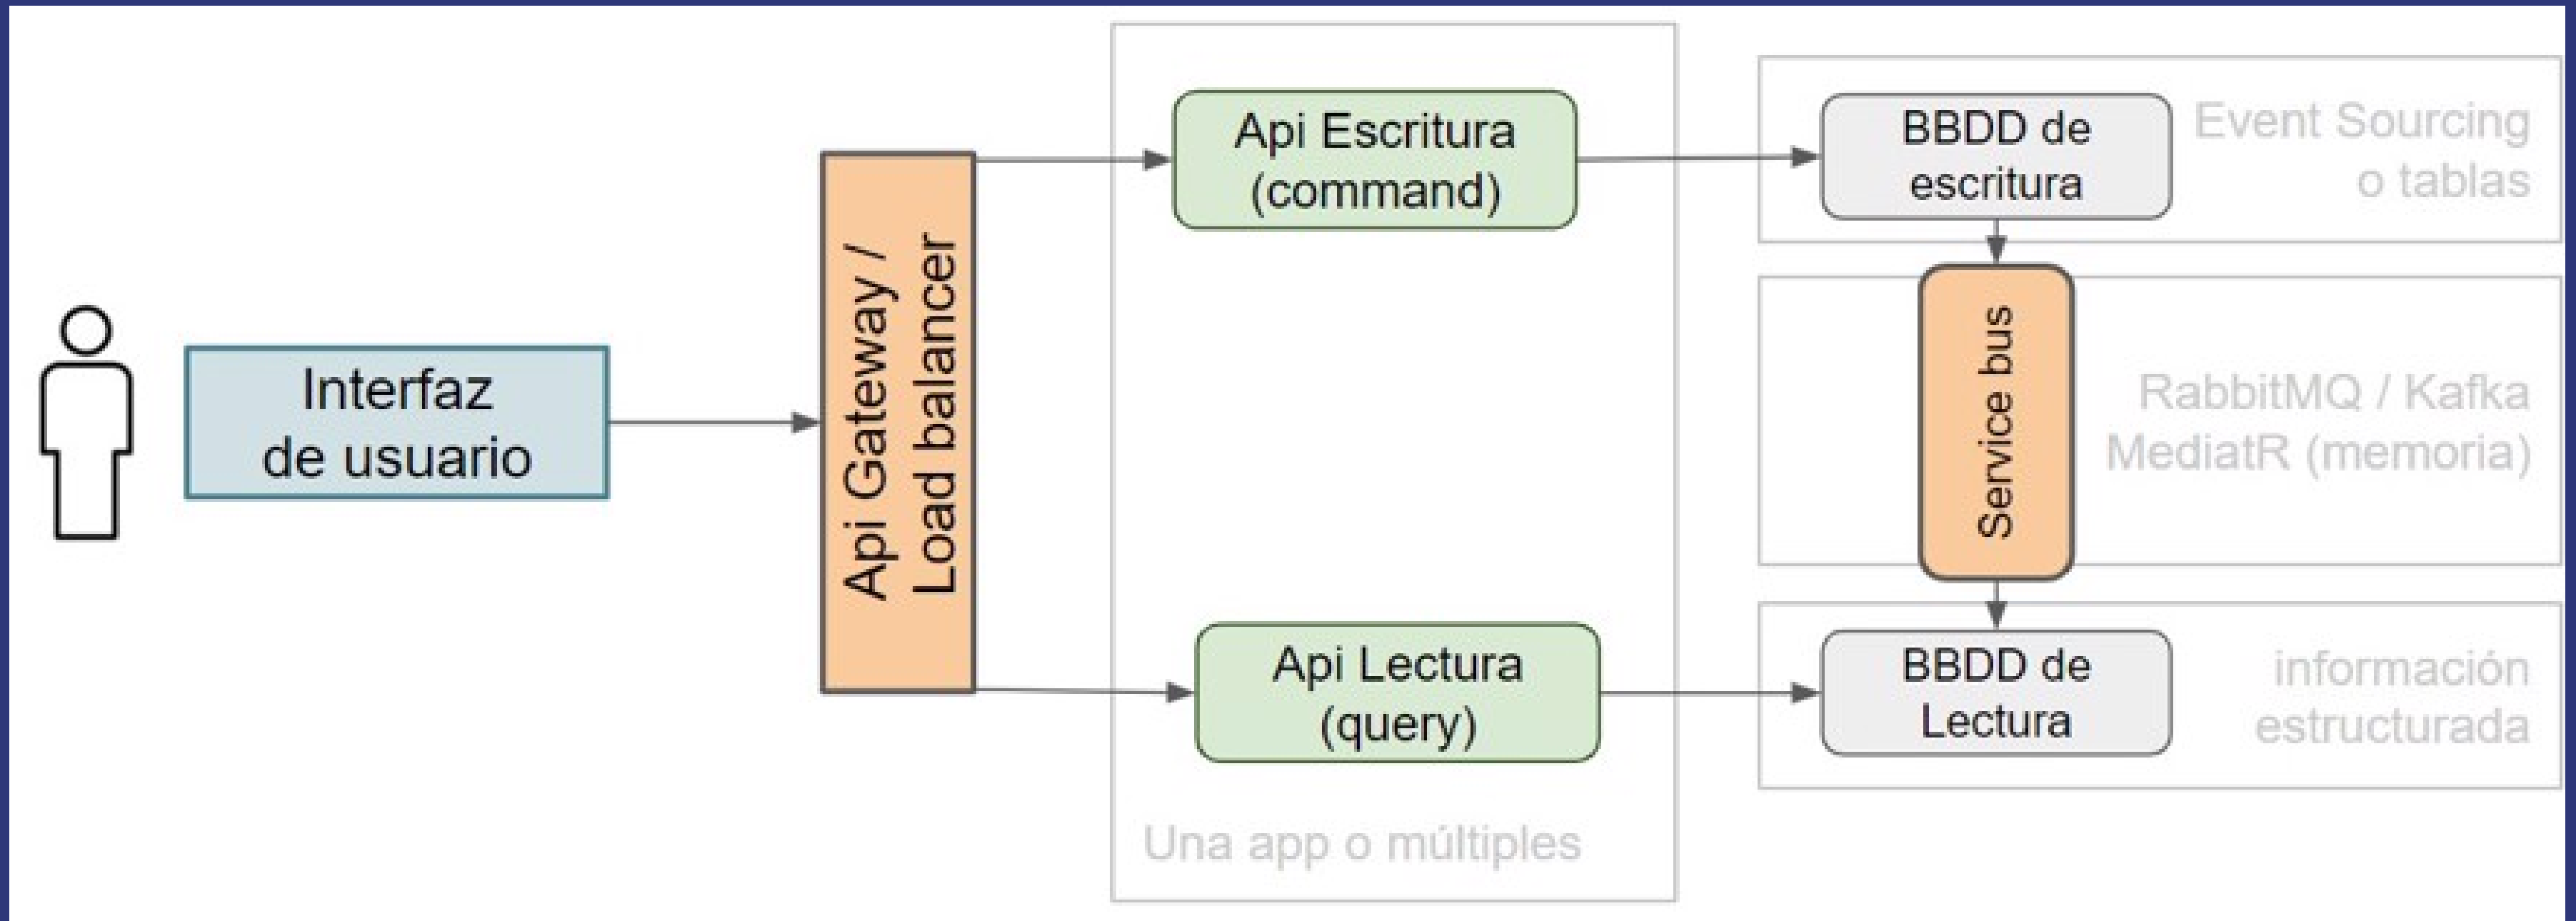 Interfaz
de usuario
Api Gateway /
Load balancer
Api Escritura
(command)
Api Lectura
(query)
Una app o múltiples
BBDD de
escritura
Event Sourcing
o tablas
Service bus
RabbitMQ / Kafka
MediatR (memoria)
BBDD de
Lectura
información
estructurada